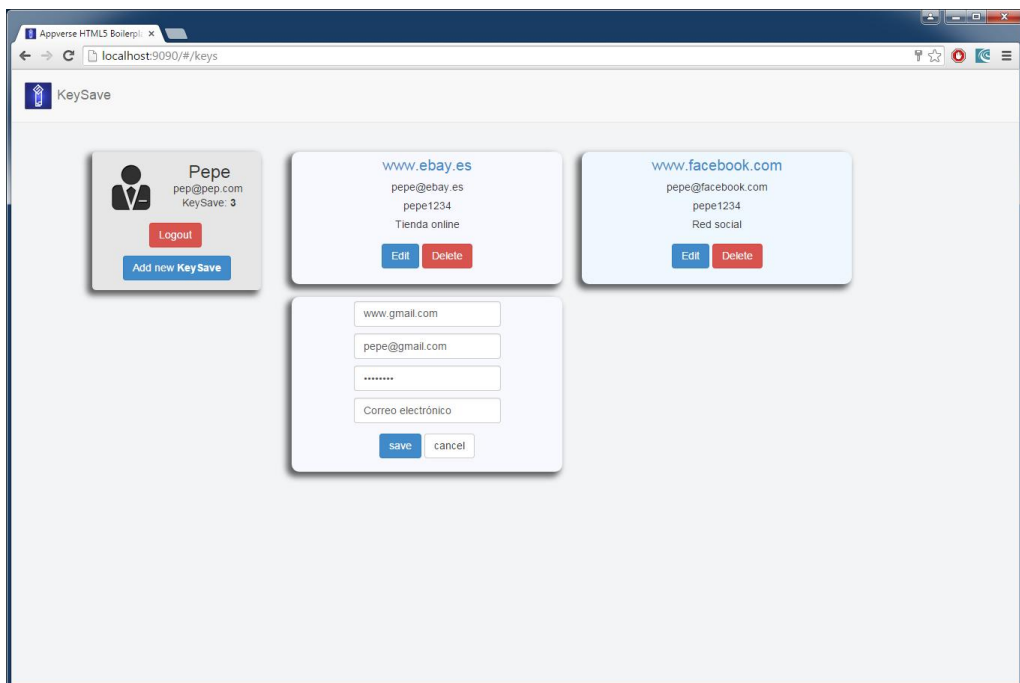 Appverse HTML5 Boilerpl
localhost:9090/#/keys
KeySave
Pepe
pep@pep.com
KeySave: 3
Logout
Add new KeySave
www.ebay.es
pepe@ebay.es
pepe1234
Tienda online
Edit Delete
www.facebook.com
pepe@facebook.com
pepe1234
Red social
Edit Delete
www.gmail.com
pepe@gmail.com
••••••••
Correo electrónico
save cancel